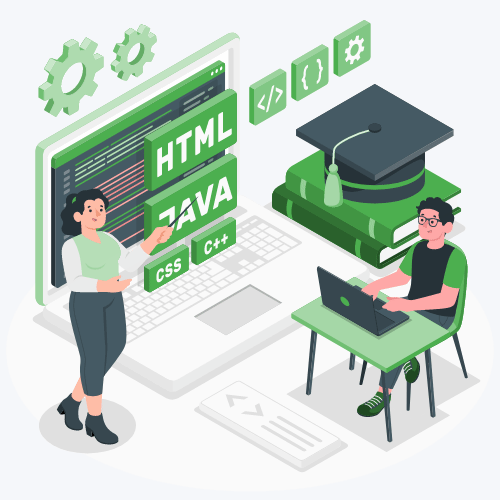 </>
{ }
HTML
JAVA
CSS
C++
< >